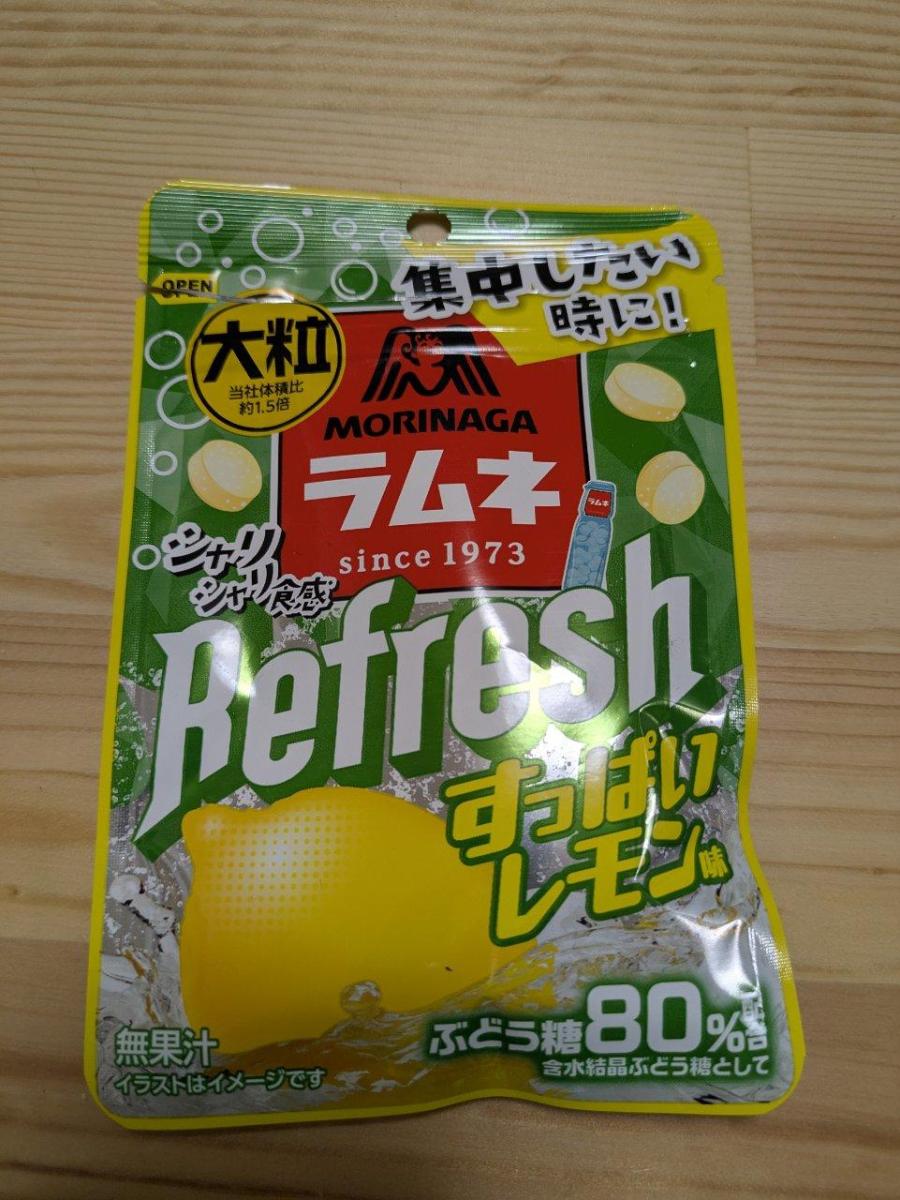 OPEN
集中したい
時に!
大粒
当社体積比
約1.5倍
MORINAGA
ラムネ
since 1973
ラムネ
シャリ
シャリ食感
Refresh
すっぱい
レモン味
ぶどう糖80%配合
含水結晶ぶどう糖として
無果汁
イラストはイメージです